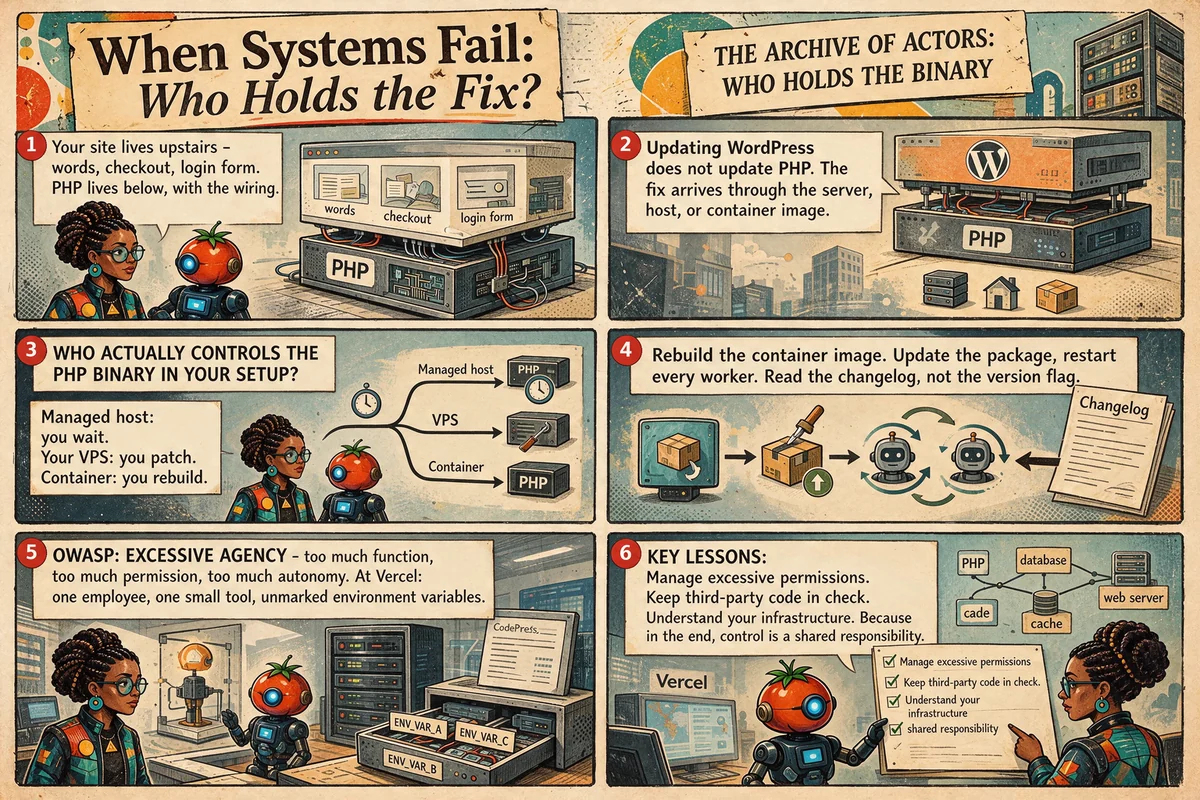 When Systems Fail:
Who Holds the Fix?
THE ARCHIVE OF ACTORS:
WHO HOLDS THE BINARY
1
Your site lives upstairs –
words, checkout, login form.
PHP lives below, with the wiring.
words
checkout
login form
PHP
2
Updating WordPress
does not update PHP. The
fix arrives through the server,
host, or container image.
W
PHP
3
WHO ACTUALLY CONTROLS THE
PHP BINARY IN YOUR SETUP?
Managed host:
you wait.
Your VPS: you patch.
Container: you rebuild.
Managed host
PHP
VPS
Container
PHP
4
Rebuild the container image. Update the package, restart
every worker. Read the changelog, not the version flag.
Changelog
5
OWASP: EXCESSIVE AGENCY – too much function,
too much permission, too much autonomy. At Vercel:
one employee, one small tool, unmarked environment variables.
CodePress,
ENV_VAR_A
ENV_VAR_C
ENV_VAR_B
6
KEY LESSONS:
Manage excessive permissions.
Keep third-party code in check.
Understand your infrastructure. Because
in the end, control is a shared responsibility.
PHP
database
web server
cade
cache
Vercel
Manage excessive permissions
Keep third-party code in check.
Understand your
infrastructure
shared responsibility